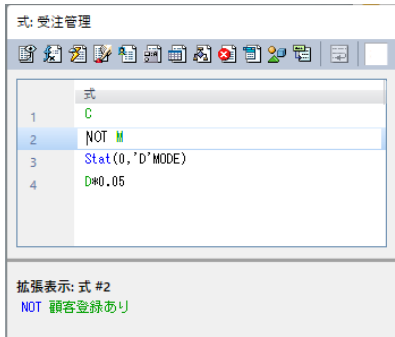 式: 受注管理
式
1 C
2 NOT M
3 Stat(0,'D'MODE)
4 D*0.05
拡張表示: 式 #2
NOT 顧客登録あり